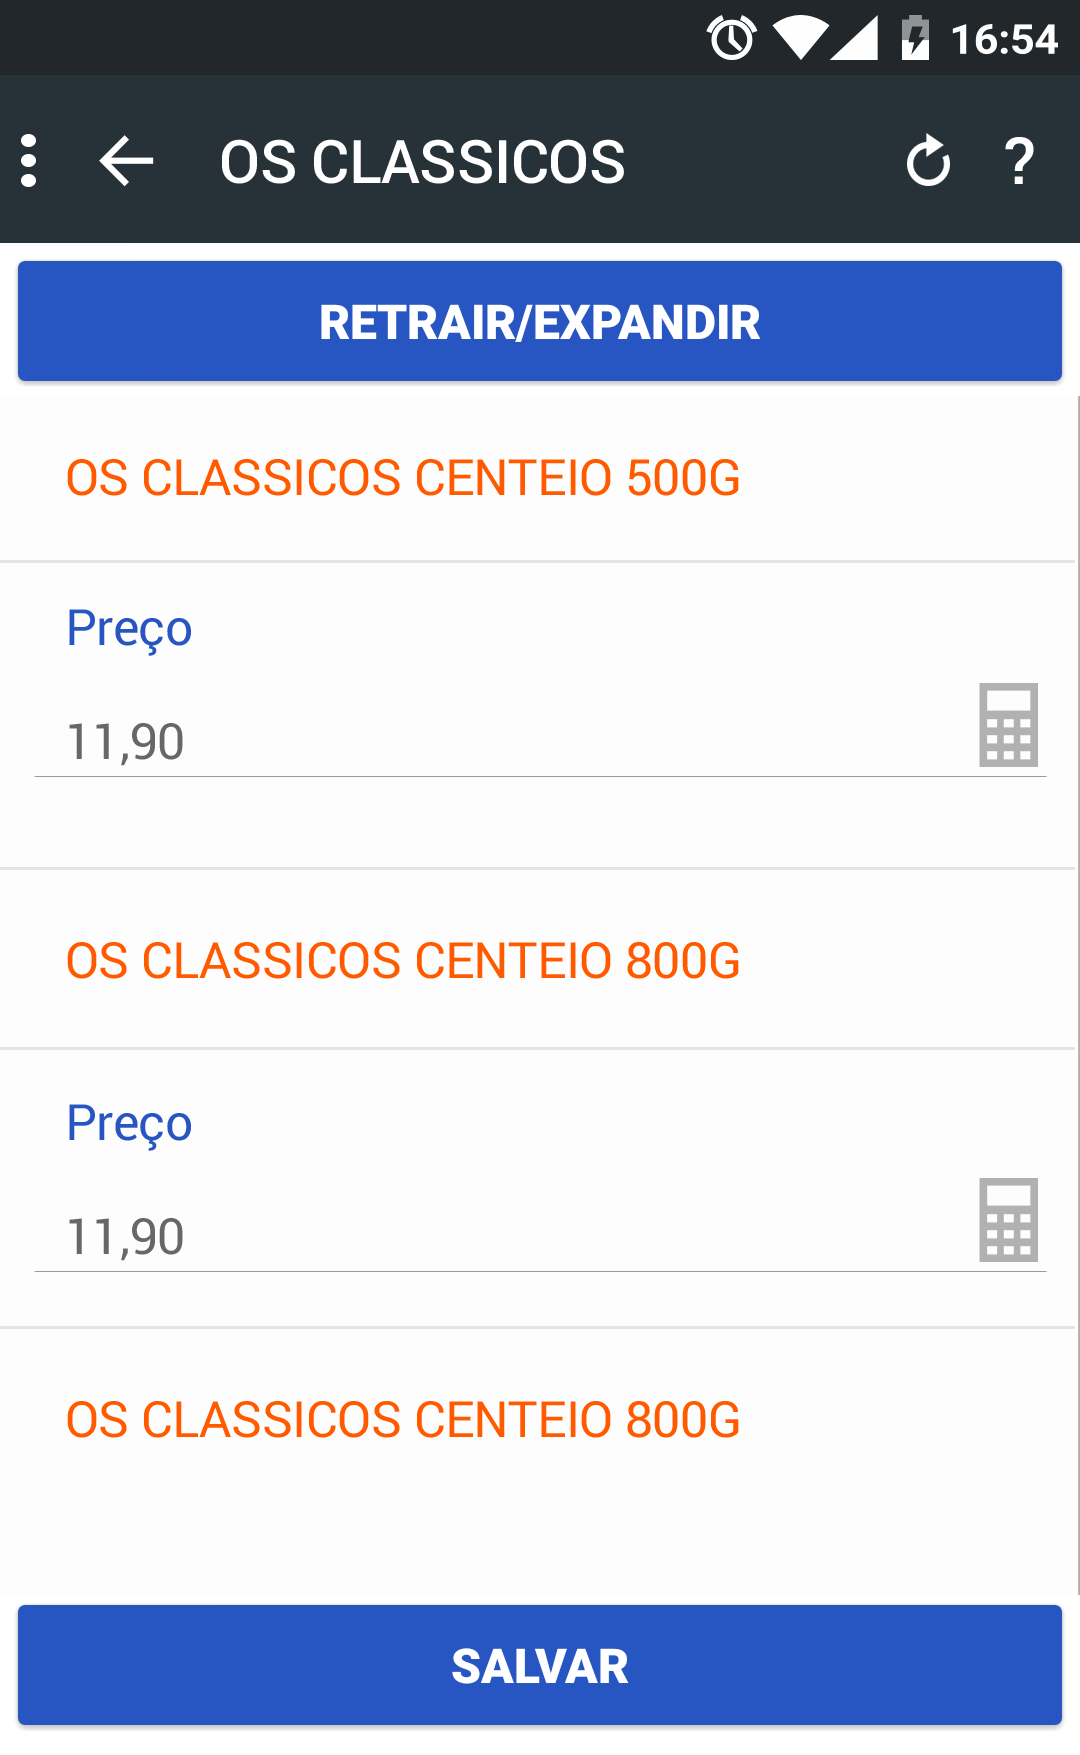 16:54
OS CLASSICOS
?
RETRAIR/EXPANDIR
OS CLASSICOS CENTEIO 500G
Preço
11,90
OS CLASSICOS CENTEIO 800G
Preço
11,90
OS CLASSICOS CENTEIO 800G
SALVAR